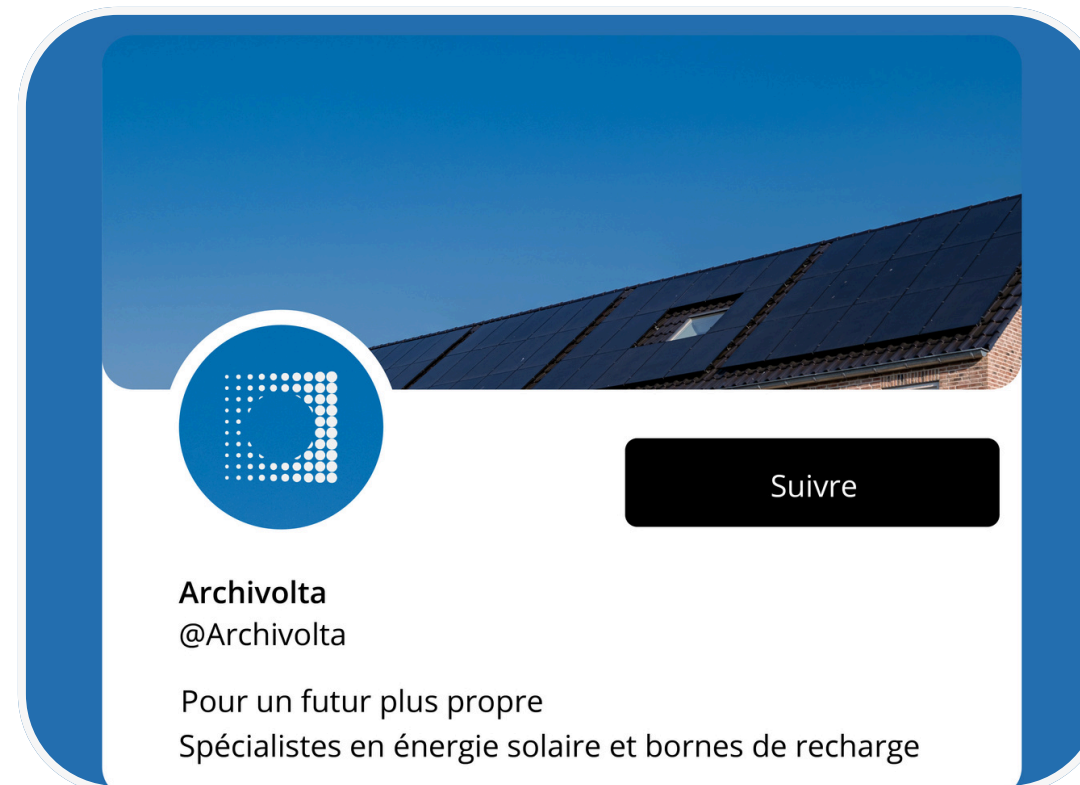 Suivre
Archivolta
@Archivolta
Pour un futur plus propre
Spécialistes en énergie solaire et bornes de recharge